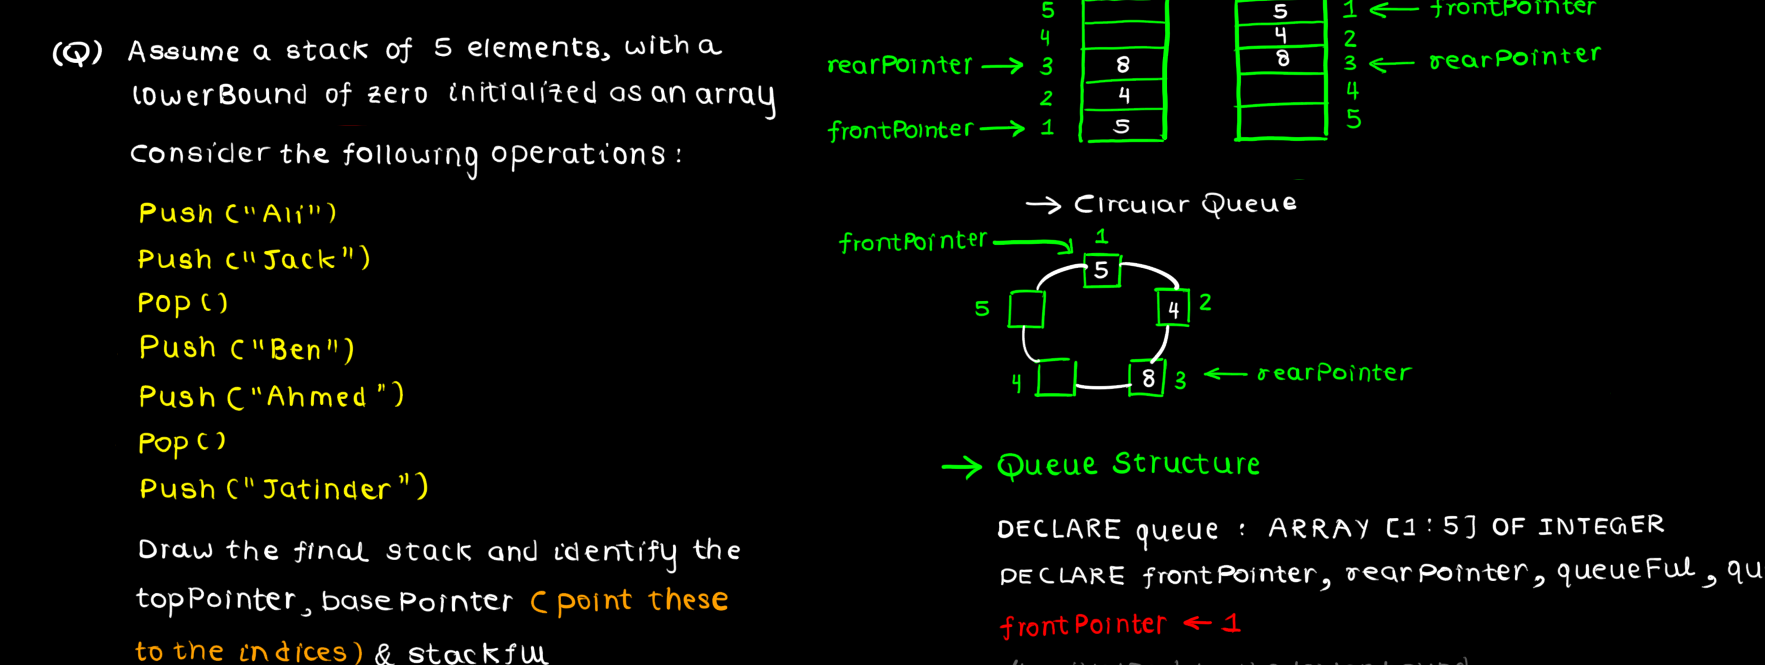 (Q) Assume a stack of 5 elements, with a
lowerBound of zero initialized as an array
Consider the following operations:
Push ("Ali")
Push ("Jack")
Pop ()
Push ("Ben")
Push ("Ahmed")
Pop ()
Push ("Jatinder")
Draw the final stack and identify the
topPointer, basePointer (point these
to the indices) & stackful
5
4
rearPointer → 3 8
2 4
frontPointer → 1 5
5 1 ← frontPointer
4 2
8 3 ← rearPointer
4
5
→ Circular Queue
frontPointer 1
5
5
4 2
4
8 3 ← rearPointer
→ Queue Structure
DECLARE queue : ARRAY [1:5] OF INTEGER
DECLARE frontPointer, rearPointer, queueFul, qu
frontPointer ← 1